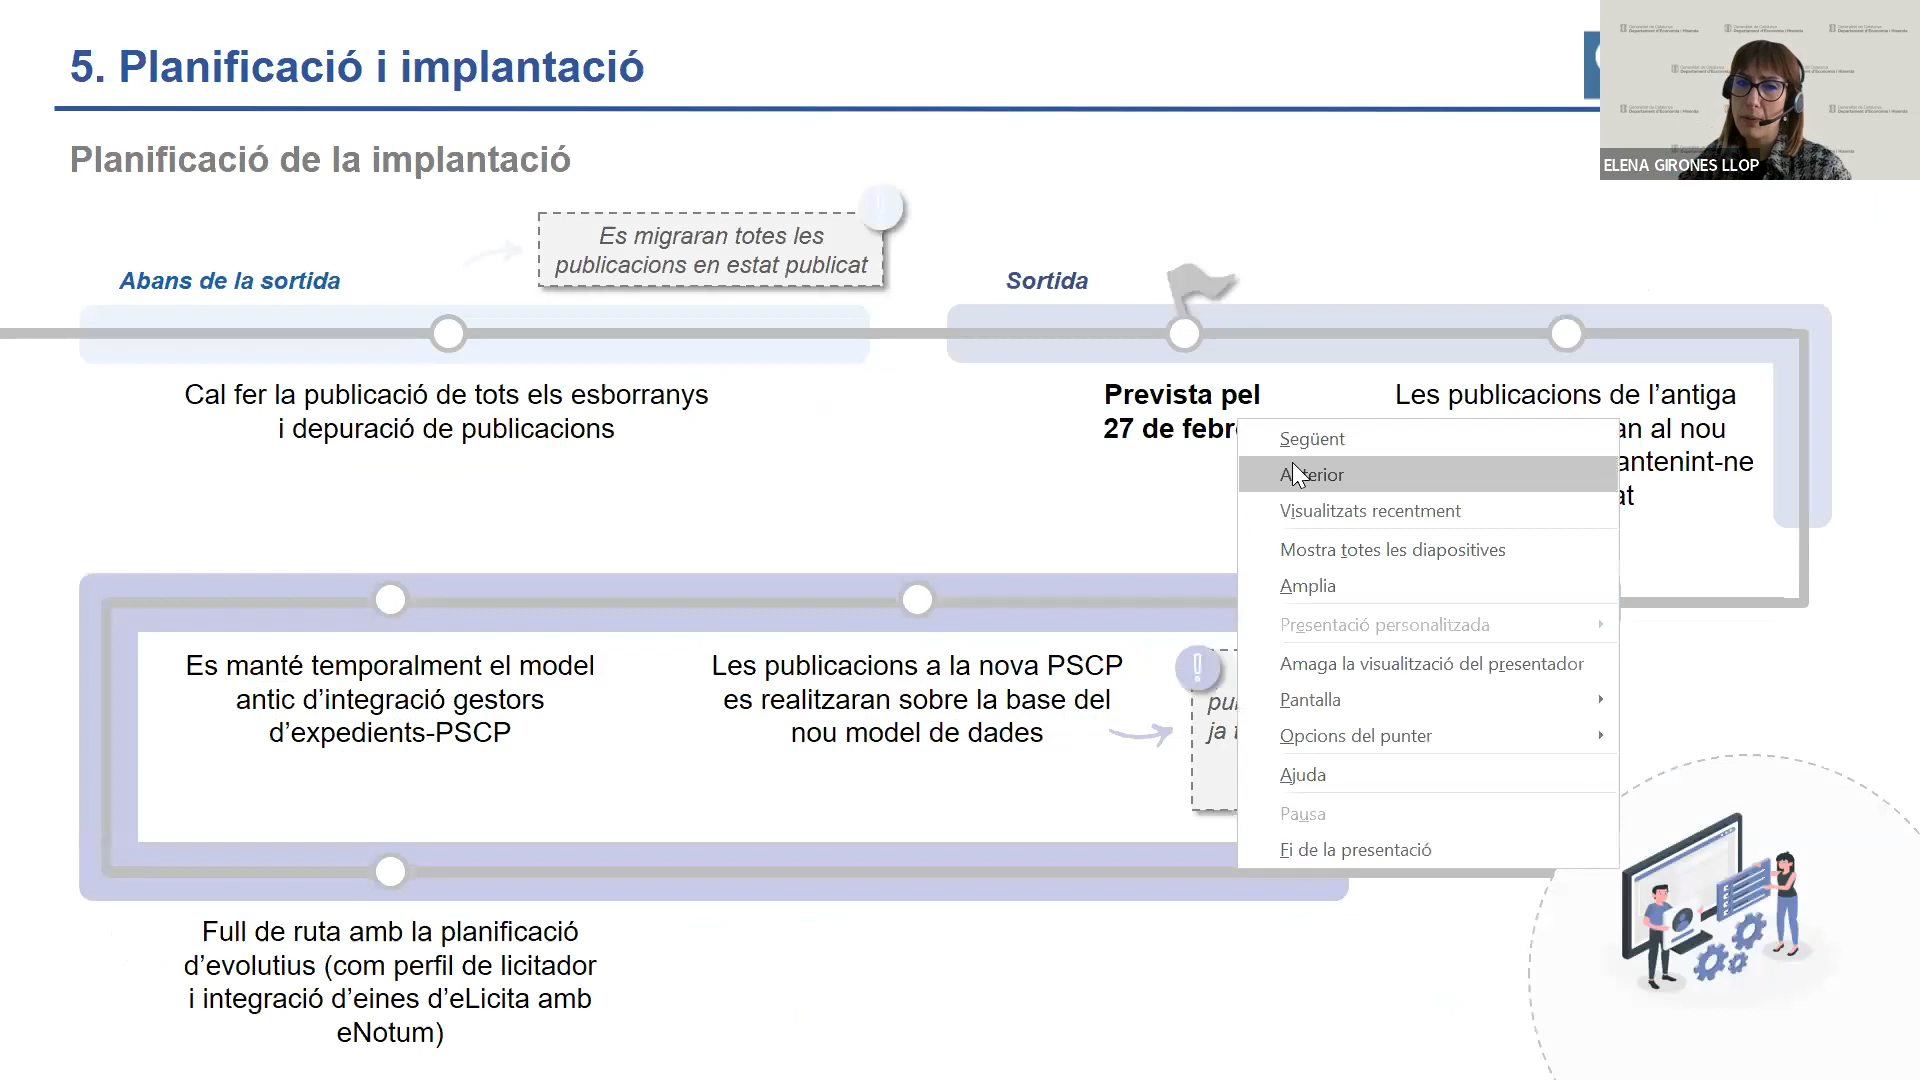 5. Planificació i implantació
ELENA GIRONES LLOP
Planificació de la implantació
Es migraran totes les
publicacions en estat publicat
Abans de la sortida
Sortida
Cal fer la publicació de tots els esborranys
i depuració de publicacions
Prevista pel
27 de febr
Les publicacions de l’antiga
an al nou
antenint-ne
at
Següent
Anterior
Visualitzats recentment
Mostra totes les diapositives
Amplia
Presentació personalitzada
Amaga la visualització del presentador
Pantalla
Opcions del punter
Ajuda
Pausa
Fi de la presentació
Es manté temporalment el model
antic d’integració gestors
d’expedients-PSCP
Les publicacions a la nova PSCP
es realitzaran sobre la base del
nou model de dades
!
ja
Full de ruta amb la planificació
d’evolutius (com perfil de licitador
i integració d’eines d’eLicita amb
eNotum)